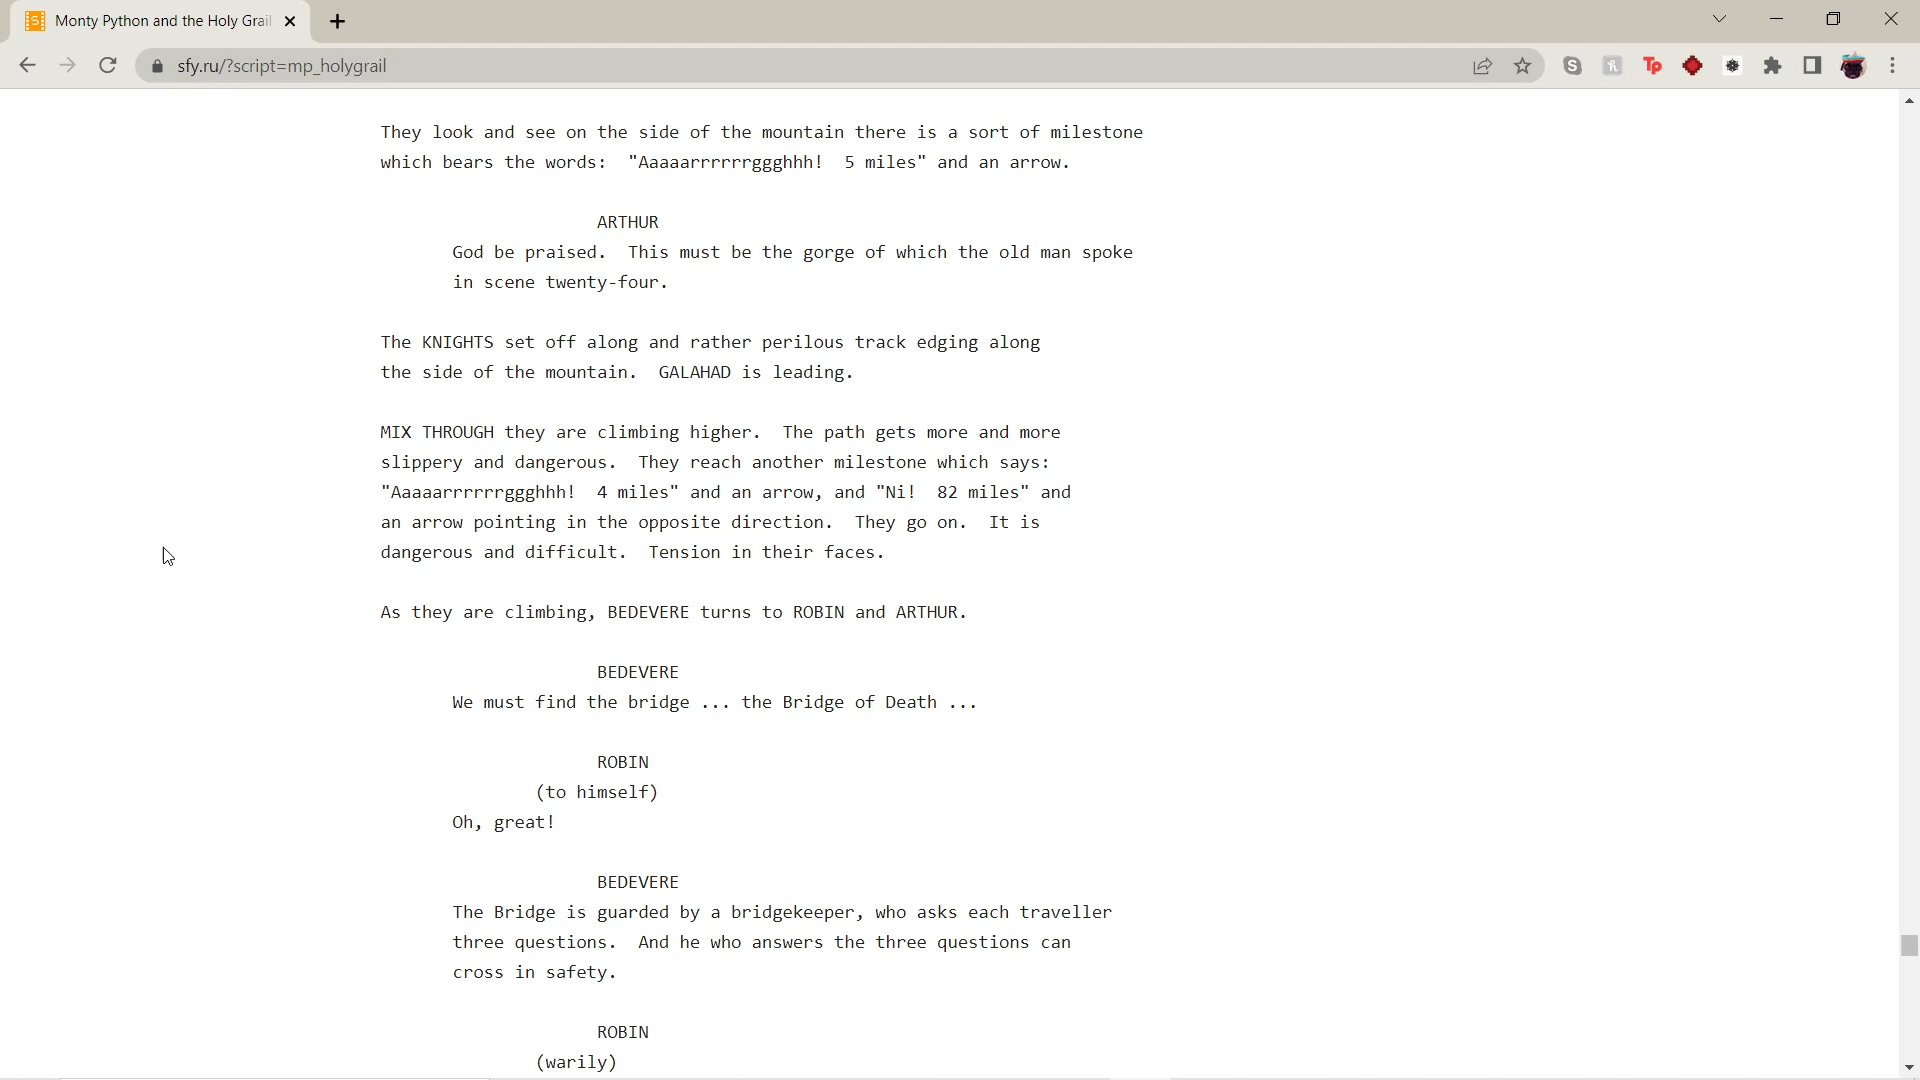 Monty Python and the Holy Grail
sfy.ru/?script=mp_holygrail
They look and see on the side of the mountain there is a sort of milestone
which bears the words:  "Aaaaarrrrrrggghhh!  5 miles" and an arrow.
ARTHUR
God be praised.  This must be the gorge of which the old man spoke
in scene twenty-four.
The KNIGHTS set off along and rather perilous track edging along
the side of the mountain.  GALAHAD is leading.
MIX THROUGH they are climbing higher.  The path gets more and more
slippery and dangerous.  They reach another milestone which says:
"Aaaaarrrrrrggghhh!  4 miles" and an arrow, and "Ni!  82 miles" and
an arrow pointing in the opposite direction.  They go on.  It is
dangerous and difficult.  Tension in their faces.
As they are climbing, BEDEVERE turns to ROBIN and ARTHUR.
BEDEVERE
We must find the bridge ... the Bridge of Death ...
ROBIN
(to himself)
Oh, great!
BEDEVERE
The Bridge is guarded by a bridgekeeper, who asks each traveller
three questions.  And he who answers the three questions can
cross in safety.
ROBIN
(warily)